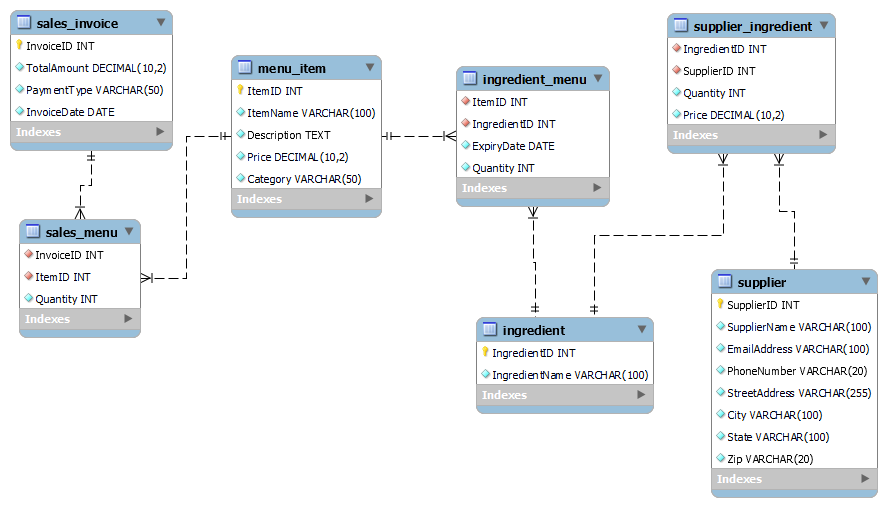 sales_invoice
InvoiceID INT
TotalAmount DECIMAL(10,2)
PaymentType VARCHAR(50)
InvoiceDate DATE
Indexes
menu_item
ItemID INT
ItemName VARCHAR(100)
Description TEXT
Price DECIMAL(10,2)
Category VARCHAR(50)
Indexes
ingredient_menu
ItemID INT
IngredientID INT
ExpiryDate DATE
Quantity INT
Indexes
supplier_ingredient
IngredientID INT
SupplierID INT
Quantity INT
Price DECIMAL(10,2)
Indexes
sales_menu
InvoiceID INT
ItemID INT
Quantity INT
Indexes
ingredient
IngredientID INT
IngredientName VARCHAR(100)
Indexes
supplier
SupplierID INT
SupplierName VARCHAR(100)
EmailAddress VARCHAR(100)
PhoneNumber VARCHAR(20)
StreetAddress VARCHAR(255)
City VARCHAR(100)
State VARCHAR(100)
Zip VARCHAR(20)
Indexes